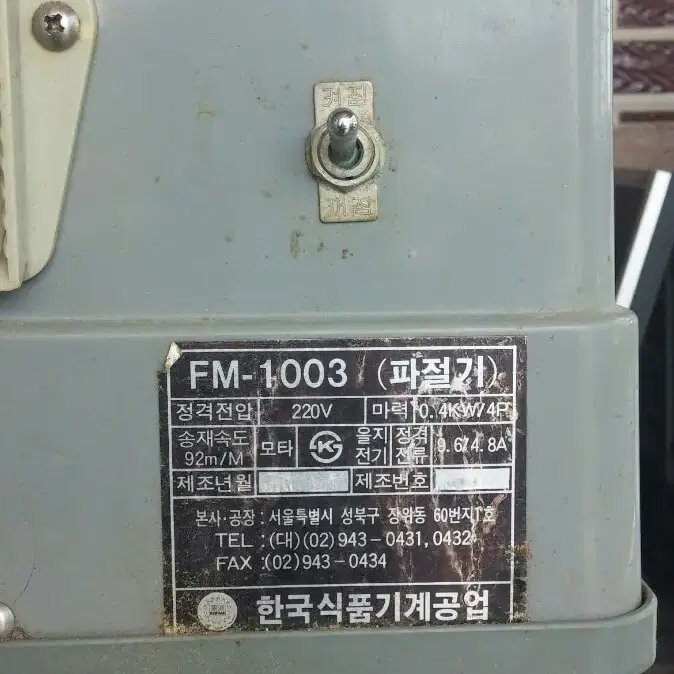 켜짐
꺼짐
FM-1003 (파절기)
정격전압 220V 마력 0.4KW/4P
송재속도 92m/M 모타 을지전기 정격전류 9.6/4.8A
제조년월 제조번호
본사·공장 : 서울특별시 성북구 장위동 60번지1호
TEL : (대)(02)943-0431, 0432
FAX : (02)943-0434
한국식품기계공업